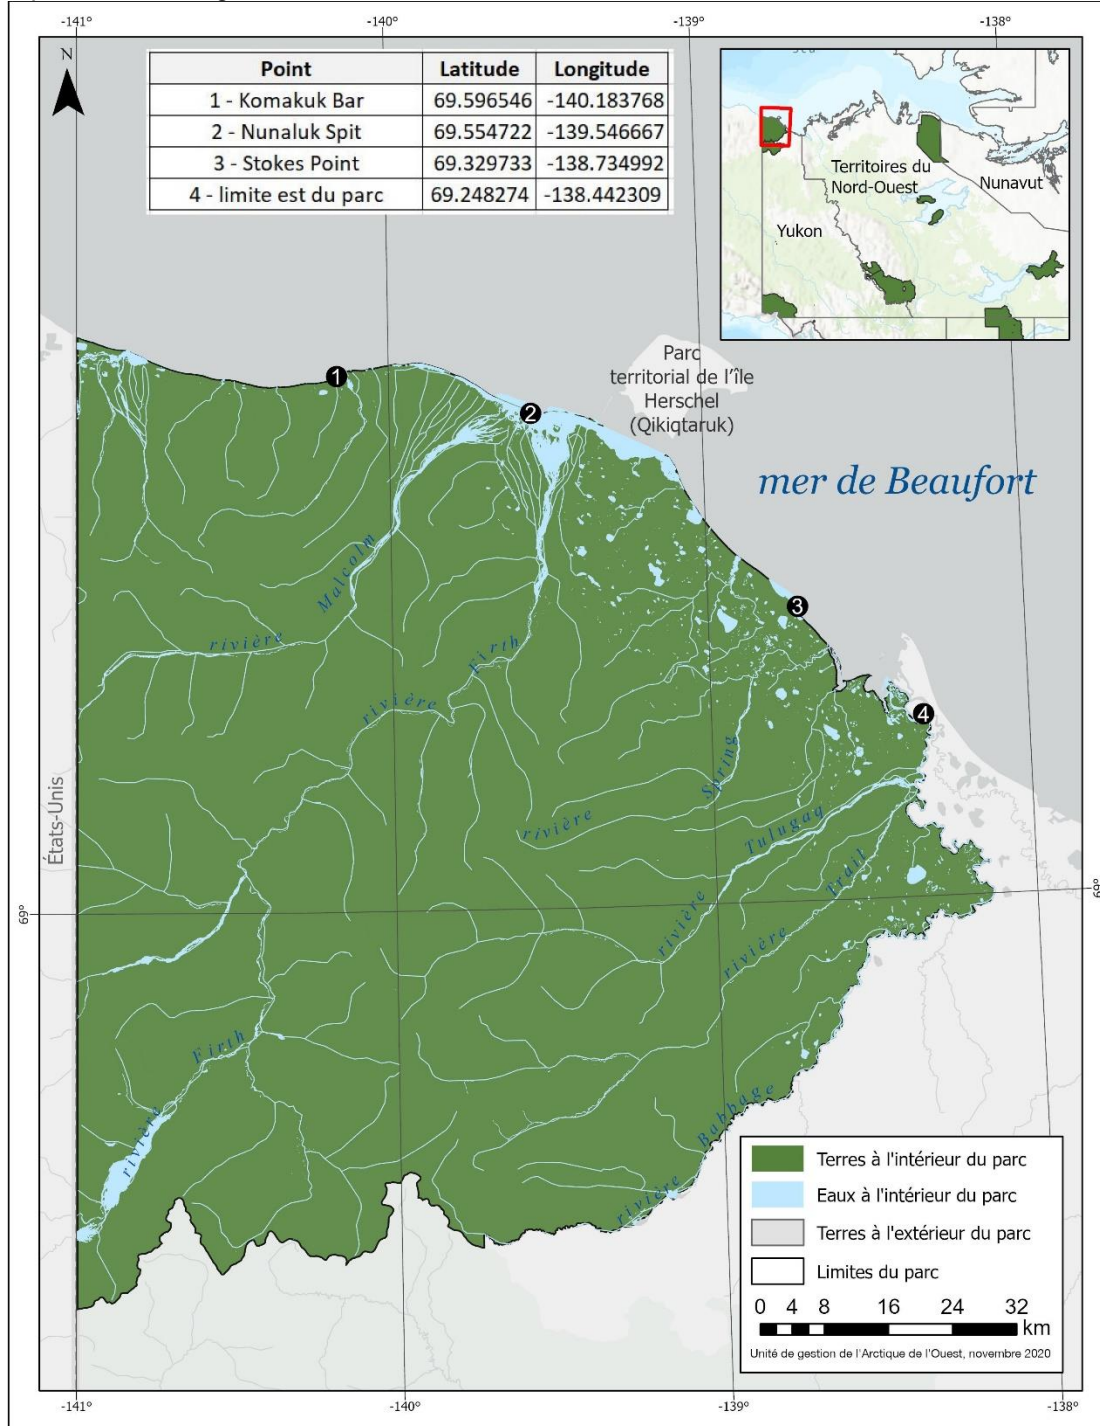 -141°
-140°
-139°
-138°
N
Point Latitude Longitude
1 - Komakuk Bar 69.596546 -140.183768
2 - Nunaluk Spit 69.554722 -139.546667
3 - Stokes Point 69.329733 -138.734992
4 - limite est du parc 69.248274 -138.442309
Territoires du
Nord-Ouest
Nunavut
Yukon
Parc
territorial de l'île
Herschel
(Qikiqtaruk)
1
2
mer de Beaufort
3
4
rivière Malcolm
rivière Firth
rivière Spring
rivière Tulugaq
rivière Trail
États-Unis
69°
69°
rivière Firth
rivière Babbage
Terres à l'intérieur du parc
Eaux à l'intérieur du parc
Terres à l'extérieur du parc
Limites du parc
0 4 8 16 24 32
km
Unité de gestion de l'Arctique de l'Ouest, novembre 2020
-141°
-140°
-139°
-138°